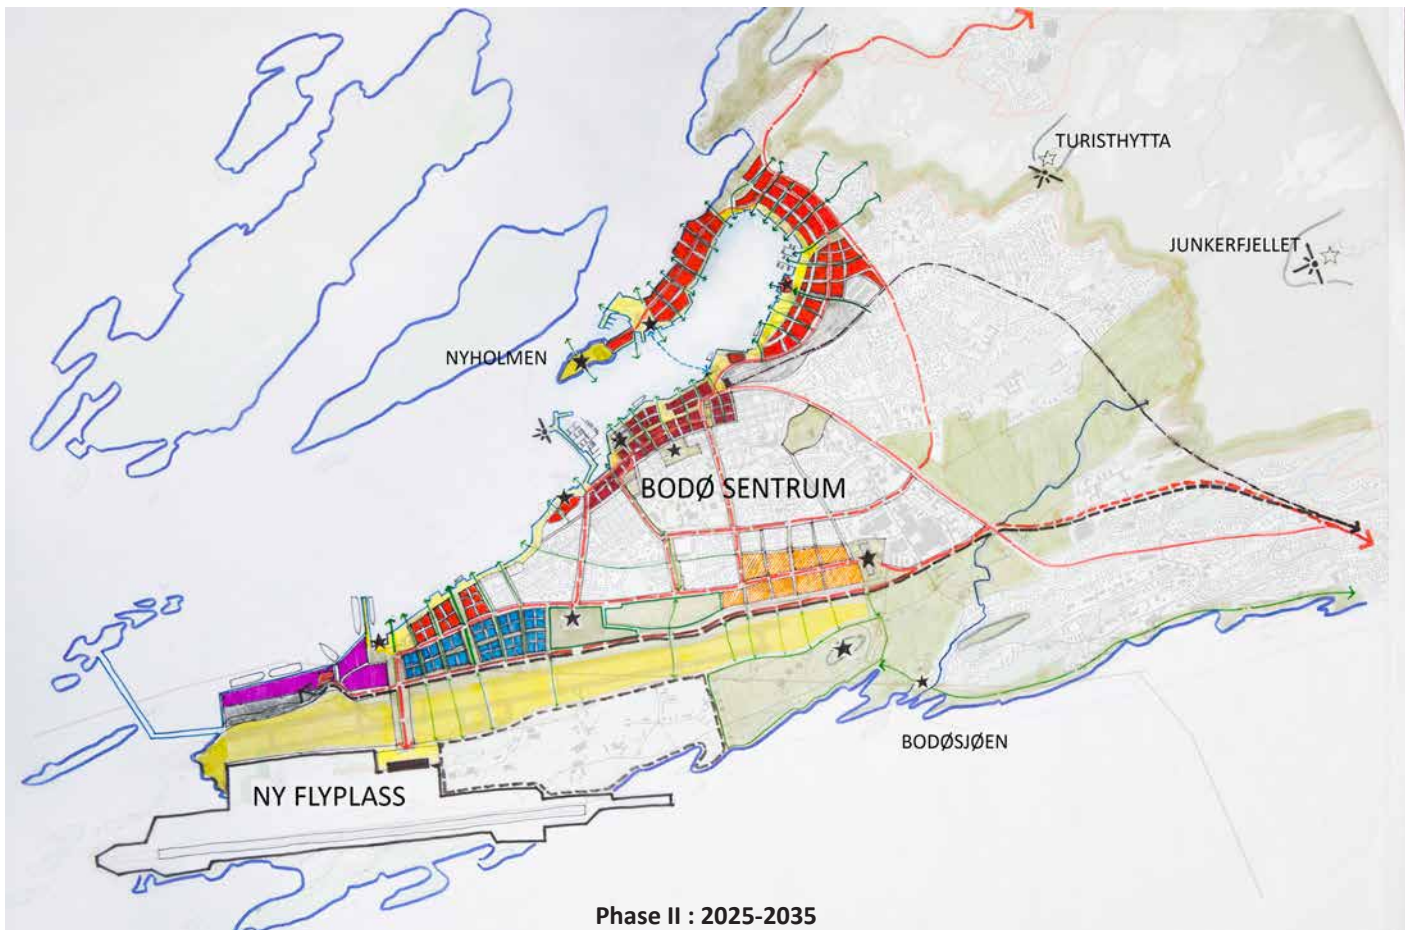 TURISTHYTTA
JUNKERFJELLET
NYHOLMEN
BODØ SENTRUM
BODØSJØEN
NY FLYPLASS
Phase II : 2025-2035